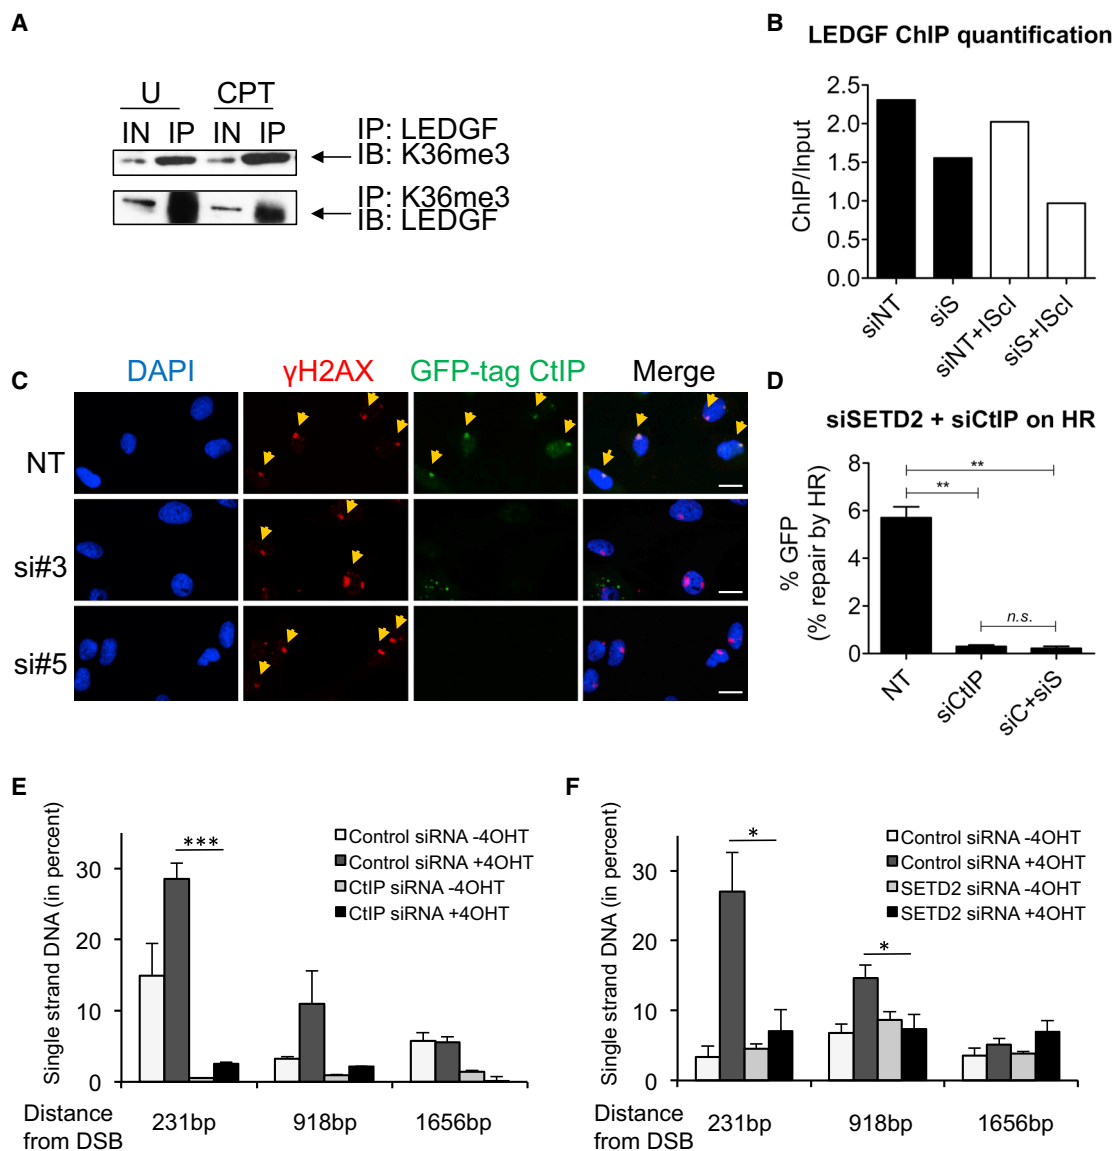 A
U CPT
IN IP IN IP
IP: LEDGF
IB: K36me3
IP: K36me3
IB: LEDGF
B
LEDGF ChIP quantification
ChIP/Input
2.5
2.0
1.5
1.0
0.5
0.0
siNT
siS
siNT+IScI
siS+IScI
C
DAPI γH2AX GFP-tag CtIP Merge
NT
si#3
si#5
D
siSETD2 + siCtIP on HR
% GFP
(% repair by HR)
8
6
4
2
0
**
**
n.s.
NT
siCtIP
siC+siS
E
Single strand DNA (in percent)
30
20
10
0
***
Control siRNA -4OHT
Control siRNA +4OHT
CtIP siRNA -4OHT
CtIP siRNA +4OHT
Distance
from DSB
231bp 918bp 1656bp
F
Single strand DNA (in percent)
30
20
10
0
*
*
Control siRNA -4OHT
Control siRNA +4OHT
SETD2 siRNA -4OHT
SETD2 siRNA +4OHT
Distance
from DSB
231bp 918bp 1656bp